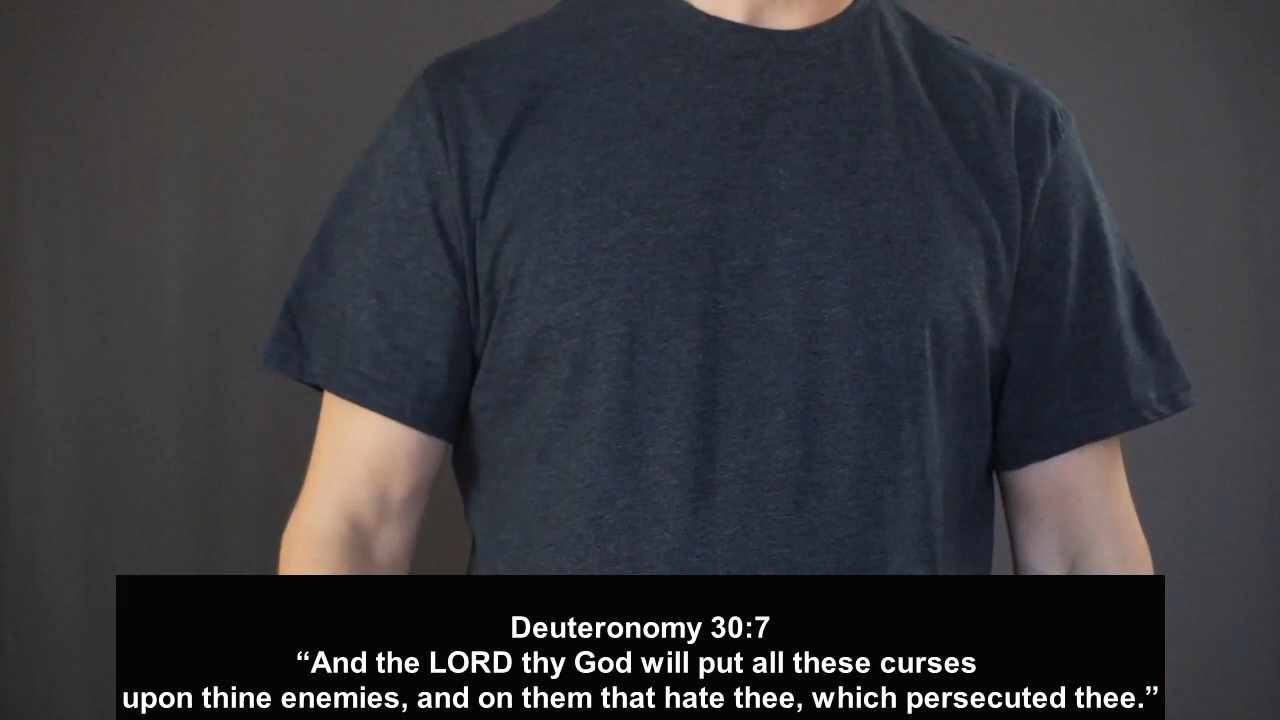 Deuteronomy 30:7
“And the LORD thy God will put all these curses
upon thine enemies, and on them that hate thee, which persecuted thee.”